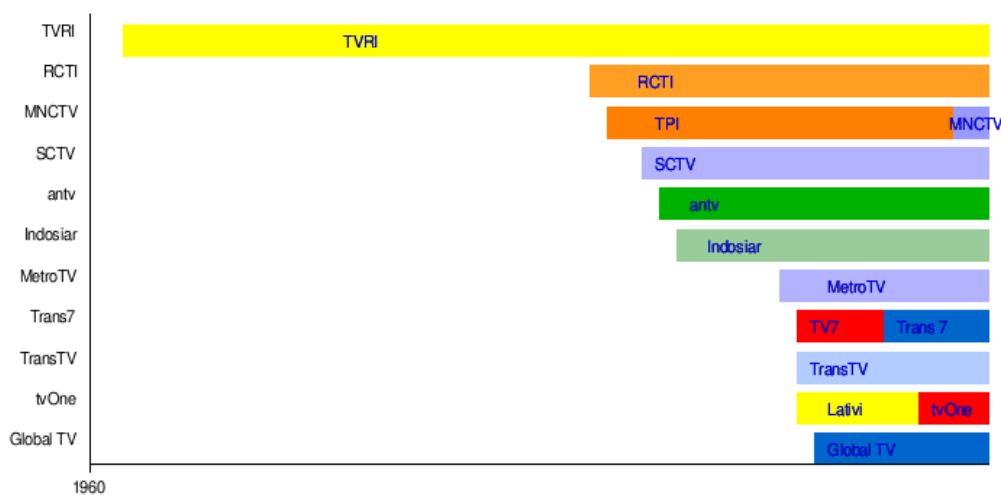 TVRI TVRI
RCTI RCTI
MNCTV TPI MNCTV
SCTV SCTV
antv antv
Indosiar Indosiar
MetroTV MetroTV
Trans7 TV7 Trans 7
TransTV TransTV
tvOne Lativi tvOne
Global TV Global TV
1960